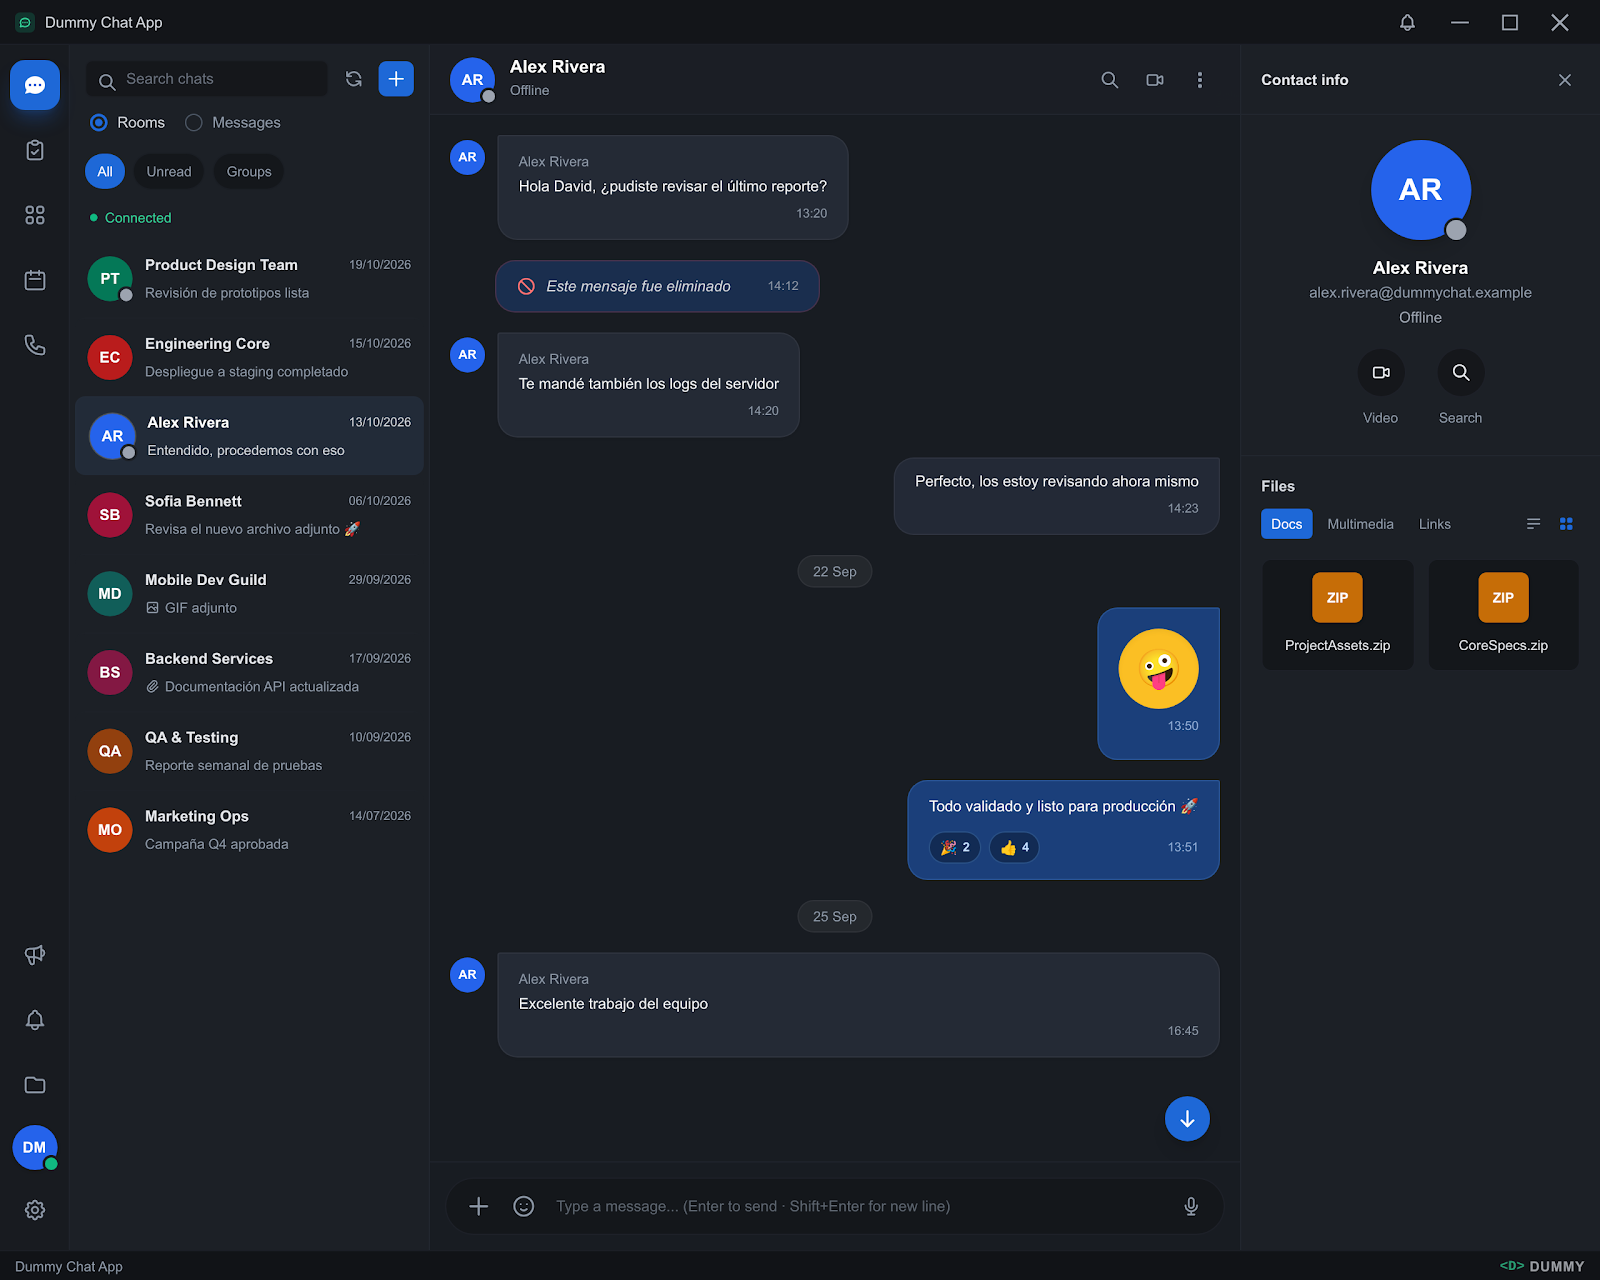 Dummy Chat App
Search chats
Rooms
Messages
All
Unread
Groups
Connected
PT
Product Design Team
19/10/2026
Revisión de prototipos lista
EC
Engineering Core
15/10/2026
Despliegue a staging completado
AR
Alex Rivera
13/10/2026
Entendido, procedemos con eso
SB
Sofia Bennett
06/10/2026
Revisa el nuevo archivo adjunto 🚀
MD
Mobile Dev Guild
29/09/2026
GIF adjunto
BS
Backend Services
17/09/2026
Documentación API actualizada
QA
QA & Testing
10/09/2026
Reporte semanal de pruebas
MO
Marketing Ops
14/07/2026
Campaña Q4 aprobada
DM
AR
Alex Rivera
Offline
AR
Alex Rivera
Hola David, ¿pudiste revisar el último reporte?
13:20
Este mensaje fue eliminado
14:12
AR
Alex Rivera
Te mandé también los logs del servidor
14:20
Perfecto, los estoy revisando ahora mismo
14:23
22 Sep
13:50
Todo validado y listo para producción 🚀
🎉 2
👍 4
13:51
25 Sep
AR
Alex Rivera
Excelente trabajo del equipo
16:45
Type a message... (Enter to send · Shift+Enter for new line)
Contact info
AR
Alex Rivera
alex.rivera@dummychat.example
Offline
Video
Search
Files
Docs
Multimedia
Links
ZIP
ProjectAssets.zip
ZIP
CoreSpecs.zip
Dummy Chat App
<D> DUMMY